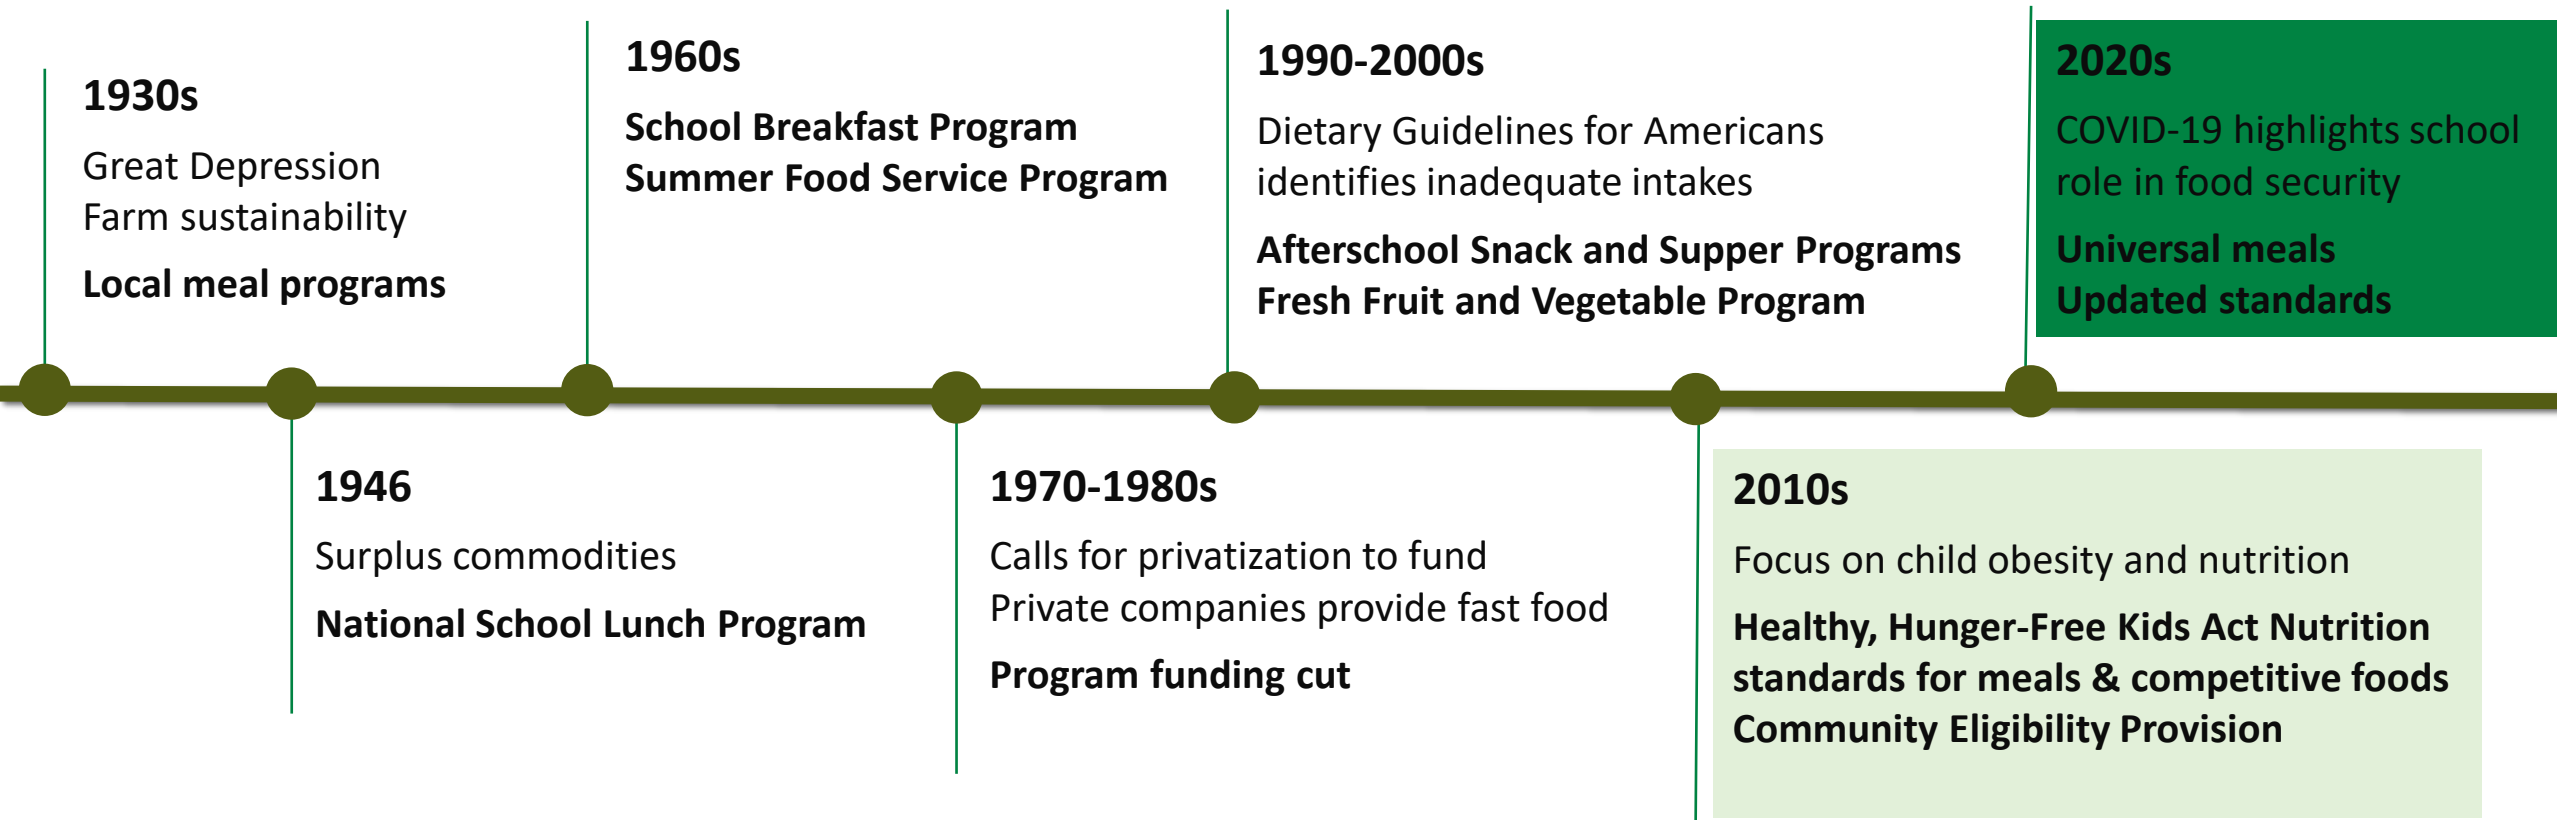 1930s
Great Depression
Farm sustainability
Local meal programs
1946
Surplus commodities
National School Lunch Program
1960s
School Breakfast Program
Summer Food Service Program
1970-1980s
Calls for privatization to fund
Private companies provide fast food
Program funding cut
1990-2000s
Dietary Guidelines for Americans
identifies inadequate intakes
Afterschool Snack and Supper Programs
Fresh Fruit and Vegetable Program
2010s
Focus on child obesity and nutrition
Healthy, Hunger-Free Kids Act Nutrition
standards for meals & competitive foods
Community Eligibility Provision
2020s
COVID-19 highlights school
role in food security
Universal meals
Updated standards